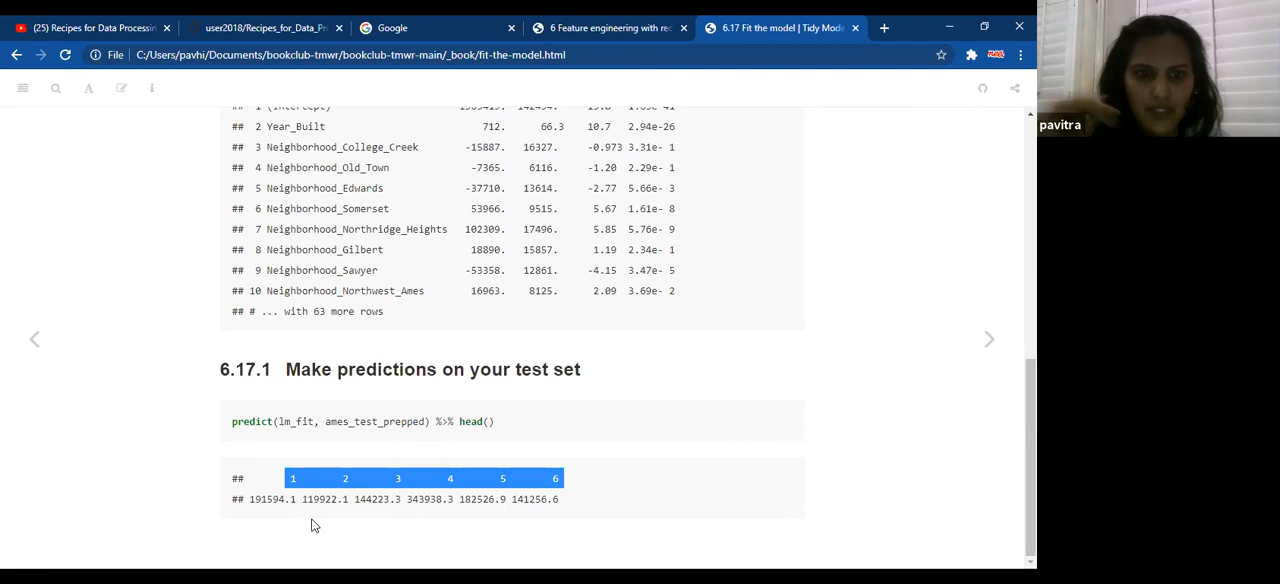 (25) Recipes for Data Processin
user2018/Recipes_for_Data_Pr
Google
6 Feature engineering with rec
6.17 Fit the model | Tidy Mode
File
C:/Users/pavhi/Documents/bookclub-tmwr/bookclub-tmwr-main/_book/fit-the-model.html
pavitra
## 2 Year_Built 712. 66.3 10.7 2.94e-26
## 3 Neighborhood_College_Creek -15887. 16327. -0.973 3.31e- 1
## 4 Neighborhood_Old_Town -7365. 6116. -1.20 2.29e- 1
## 5 Neighborhood_Edwards -37710. 13614. -2.77 5.66e- 3
## 6 Neighborhood_Somerset 53966. 9515. 5.67 1.61e- 8
## 7 Neighborhood_Northridge_Heights 102309. 17496. 5.85 5.76e- 9
## 8 Neighborhood_Gilbert 18890. 15857. 1.19 2.34e- 1
## 9 Neighborhood_Sawyer -53358. 12861. -4.15 3.47e- 5
## 10 Neighborhood_Northwest_Ames 16963. 8125. 2.09 3.69e- 2
## # ... with 63 more rows
6.17.1 Make predictions on your test set
predict(lm_fit, ames_test_prepped) %>% head()
## 1 2 3 4 5 6
## 191594.1 119922.1 144223.3 343938.3 182526.9 141256.6